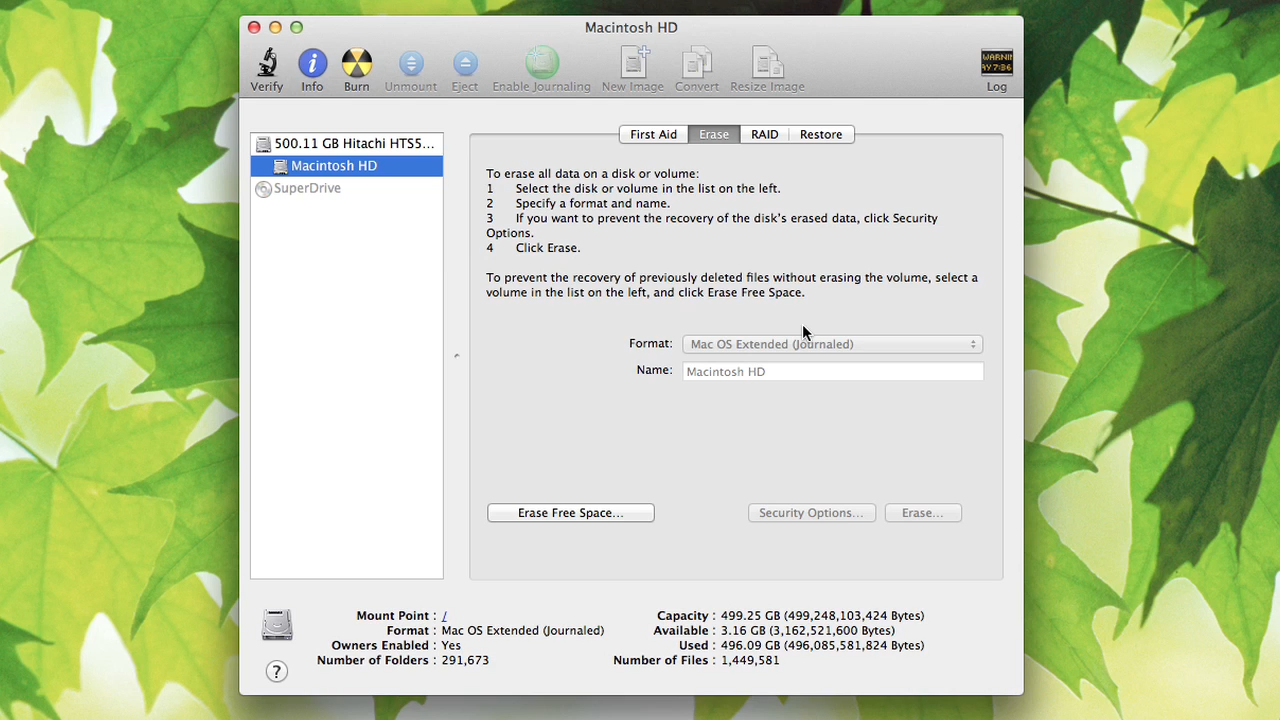 Macintosh HD
Verify Info Burn Unmount Eject Enable Journaling New Image Convert Resize Image Log
WARNIN
AY 7:36
500.11 GB Hitachi HTS5...
Macintosh HD
SuperDrive
First Aid Erase RAID Restore
To erase all data on a disk or volume:
1 Select the disk or volume in the list on the left.
2 Specify a format and name.
3 If you want to prevent the recovery of the disk's erased data, click Security
Options.
4 Click Erase.
To prevent the recovery of previously deleted files without erasing the volume, select a
volume in the list on the left, and click Erase Free Space.
Format: Mac OS Extended (Journaled)
Name: Macintosh HD
Erase Free Space... Security Options... Erase...
Mount Point : / Capacity : 499.25 GB (499,248,103,424 Bytes)
Format : Mac OS Extended (Journaled) Available : 3.16 GB (3,162,521,600 Bytes)
Owners Enabled : Yes Used : 496.09 GB (496,085,581,824 Bytes)
Number of Folders : 291,673 Number of Files : 1,449,581
?